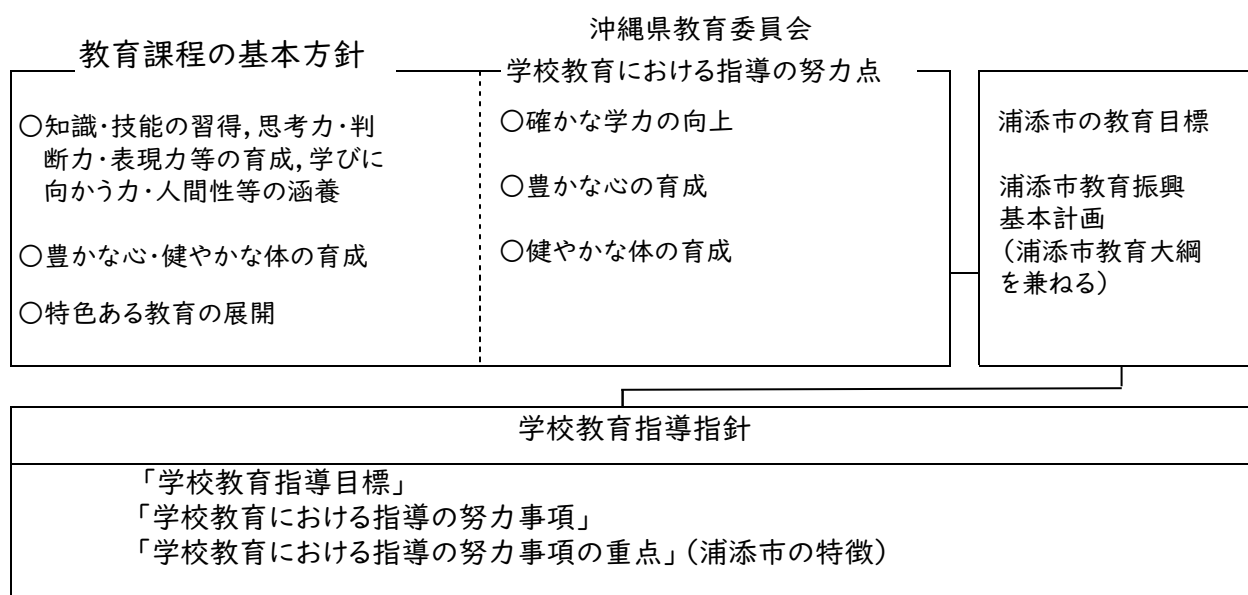 教育課程の基本方針
〇知識・技能の習得,思考力・判
断力・表現力等の育成,学びに
向かう力・人間性等の涵養
〇豊かな心・健やかな体の育成
〇特色ある教育の展開
沖縄県教育委員会
学校教育における指導の努力点
〇確かな学力の向上
〇豊かな心の育成
〇健やかな体の育成
浦添市の教育目標
浦添市教育振興
基本計画
(浦添市教育大綱
を兼ねる)
学校教育指導指針
「学校教育指導目標」
「学校教育における指導の努力事項」
「学校教育における指導の努力事項の重点」(浦添市の特徴)